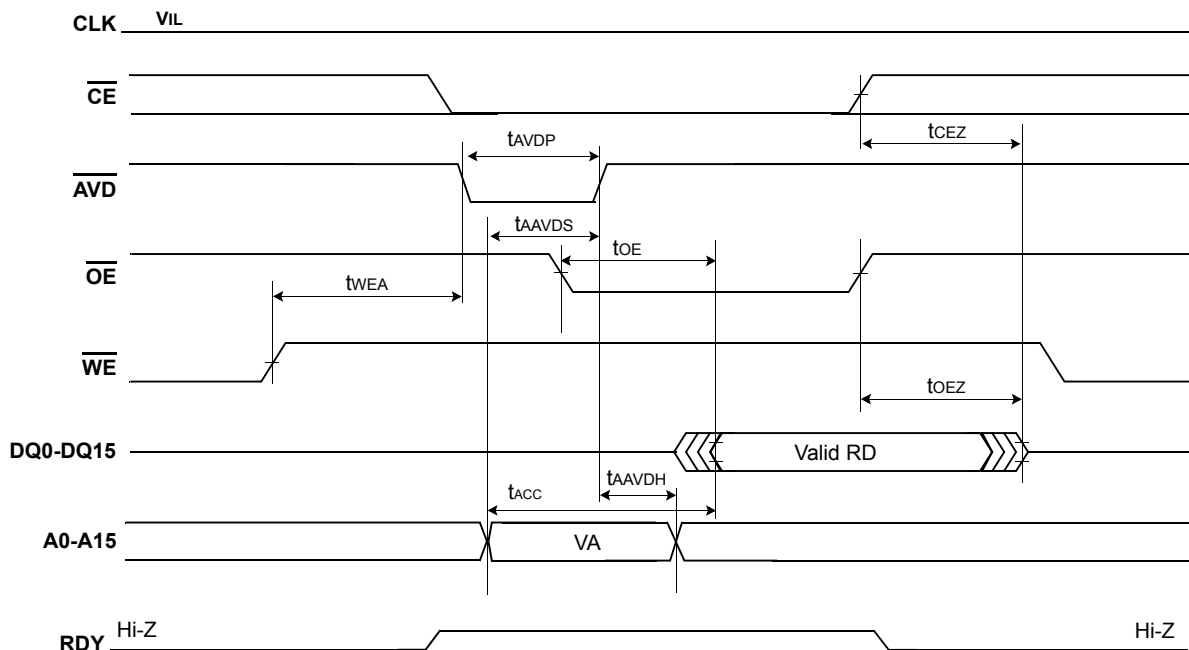 CLK VIL
CE
tCEZ
tAVDP
AVD
tAAVDS
tOE
OE
tWEA
WE
tOEZ
DQ0-DQ15 Valid RD
tAAVDH
tACC
A0-A15 VA
Hi-Z Hi-Z
RDY